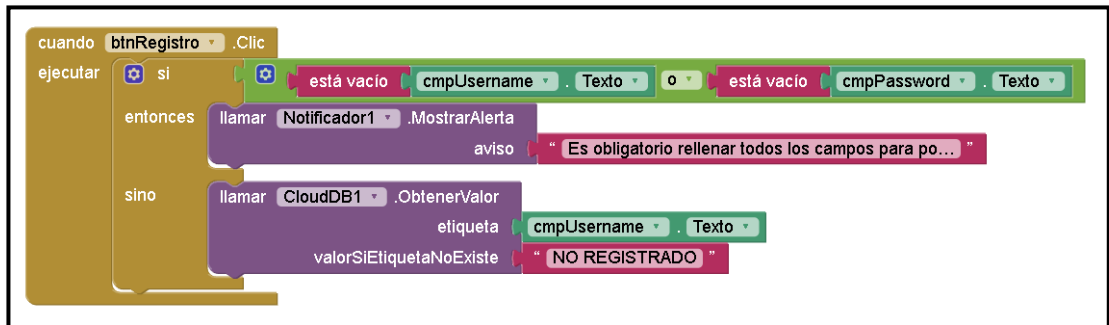 cuando btnRegistro .Clic
ejecutar si está vacío cmpUsername . Texto o está vacío cmpPassword . Texto
entonces llamar Notificador1 .MostrarAlerta
aviso " Es obligatorio rellenar todos los campos para po... "
sino llamar CloudDB1 .ObtenerValor
etiqueta cmpUsername . Texto
valorSiEtiquetaNoExiste " NO REGISTRADO "